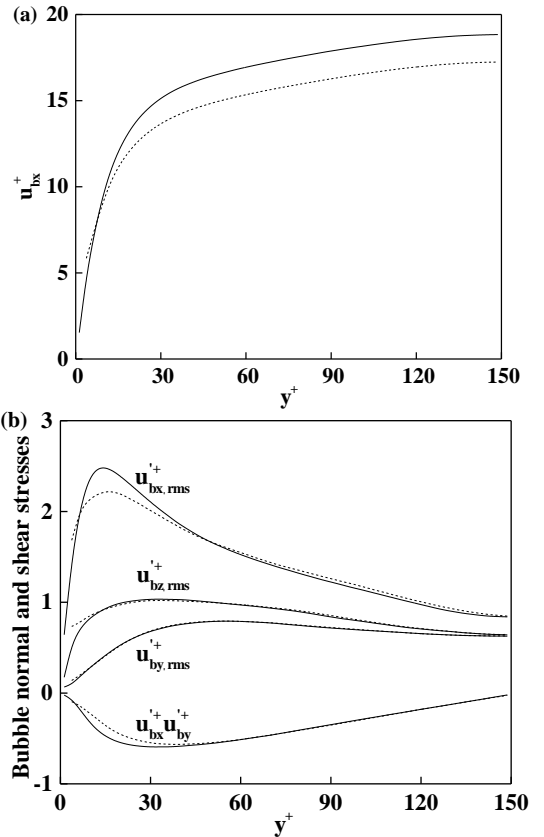 (a)
20
15
10
5
0
u⁺bx
0 30 60 90 120 150
y⁺
(b)
Bubble normal and shear stresses
3
2
1
0
-1
u'⁺bx,rms
u'⁺bz,rms
u'⁺by,rms
u'⁺bx u'⁺by
0 30 60 90 120 150
y⁺